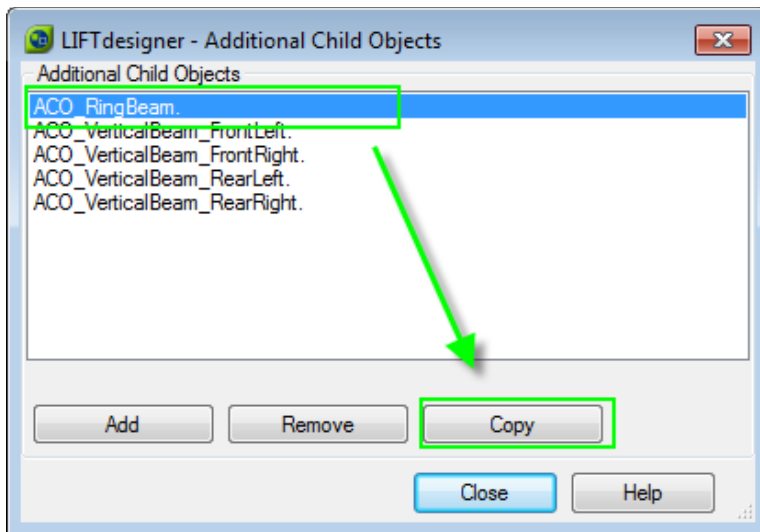 LIFTdesigner - Additional Child Objects
Additional Child Objects
ACO_RingBeam.
ACO_VerticalBeam_FrontLeft.
ACO_VerticalBeam_FrontRight.
ACO_VerticalBeam_RearLeft.
ACO_VerticalBeam_RearRight.
Add Remove Copy
Close Help